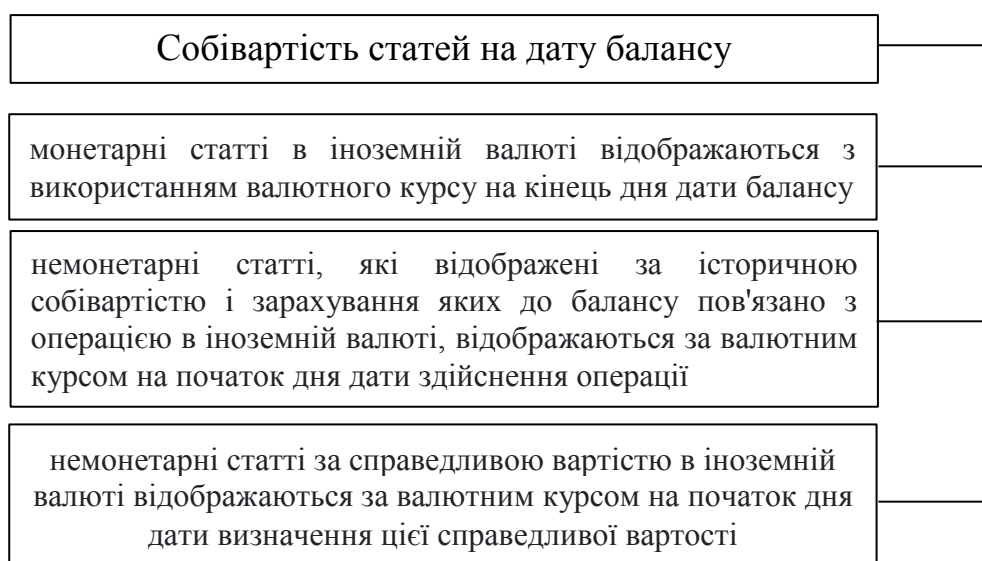 Собівартість статей на дату балансу
монетарні статті в іноземній валюті відображаються з
використанням валютного курсу на кінець дня дати балансу
немонетарні статті, які відображені за історичною
собівартістю і зарахування яких до балансу пов'язано з
операцією в іноземній валюті, відображаються за валютним
курсом на початок дня дати здійснення операції
немонетарні статті за справедливою вартістю в іноземній
валюті відображаються за валютним курсом на початок дня
дати визначення цієї справедливої вартості